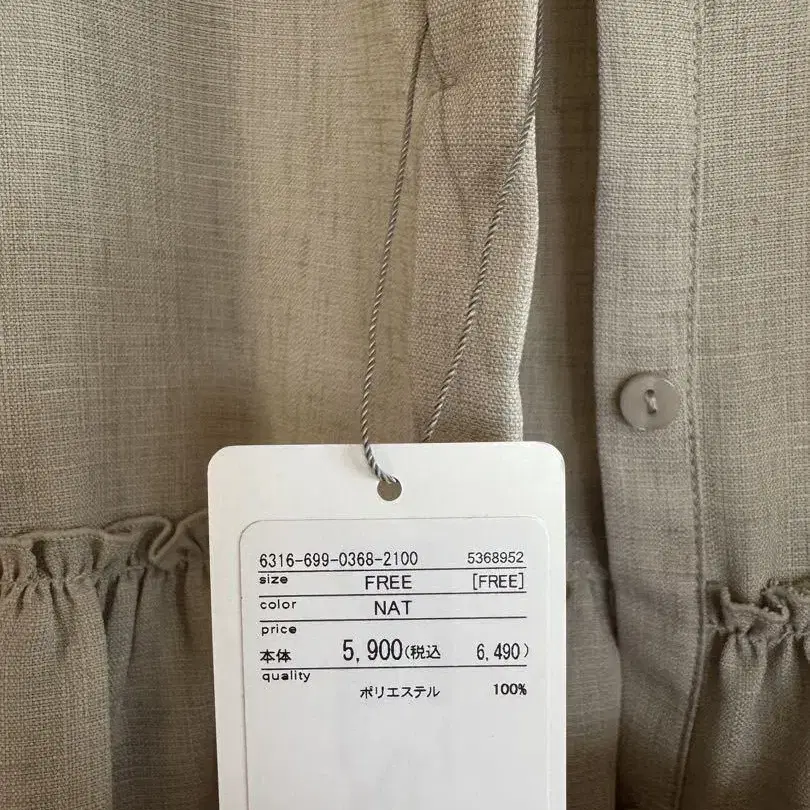 6316-699-0368-2100 5368952
size FREE [FREE]
color NAT
price
本体 5,900(税込 6,490)
quality
ポリエステル 100%